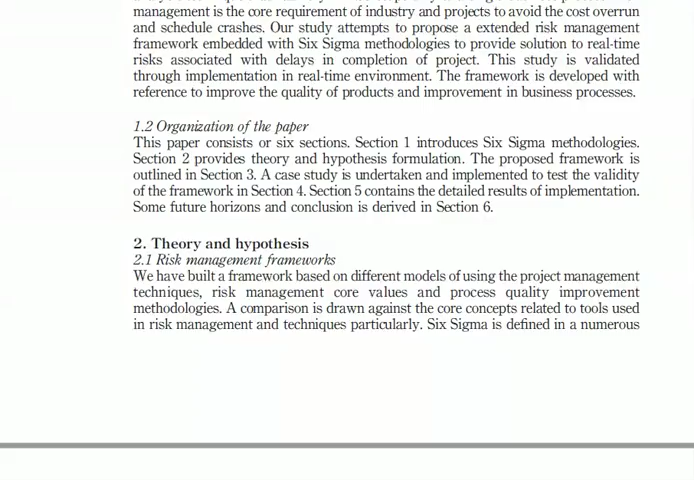 management is the core requirement of industry and projects to avoid the cost overrun
and schedule crashes. Our study attempts to propose a extended risk management
framework embedded with Six Sigma methodologies to provide solution to real-time
risks associated with delays in completion of project. This study is validated
through implementation in real-time environment. The framework is developed with
reference to improve the quality of products and improvement in business processes.
1.2 Organization of the paper
This paper consists or six sections. Section 1 introduces Six Sigma methodologies.
Section 2 provides theory and hypothesis formulation. The proposed framework is
outlined in Section 3. A case study is undertaken and implemented to test the validity
of the framework in Section 4. Section 5 contains the detailed results of implementation.
Some future horizons and conclusion is derived in Section 6.
2. Theory and hypothesis
2.1 Risk management frameworks
We have built a framework based on different models of using the project management
techniques, risk management core values and process quality improvement
methodologies. A comparison is drawn against the core concepts related to tools used
in risk management and techniques particularly. Six Sigma is defined in a numerous